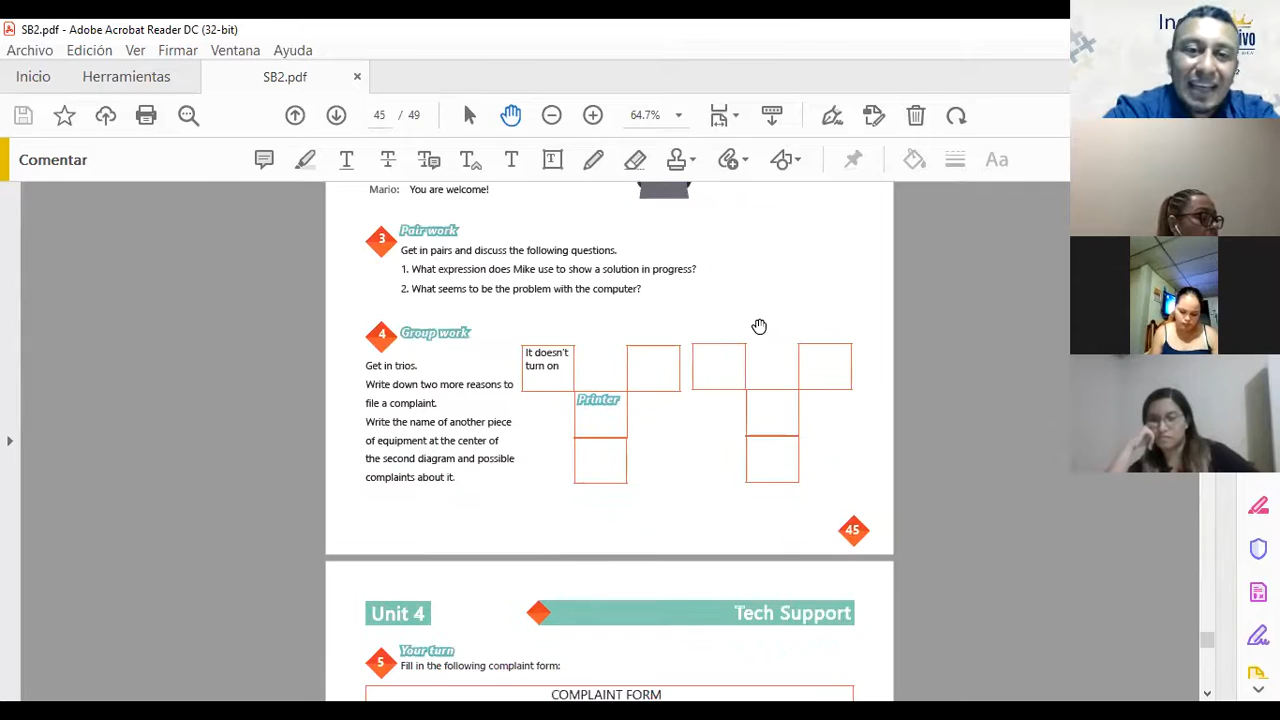 SB2.pdf - Adobe Acrobat Reader DC (32-bit)
Archivo Edición Ver Firmar Ventana Ayuda
Inicio Herramientas SB2.pdf ×
45 / 49 64.7%
Comentar
Mario: You are welcome!
3 Pair work
Get in pairs and discuss the following questions.
1. What expression does Mike use to show a solution in progress?
2. What seems to be the problem with the computer?
4 Group work
Get in trios.
Write down two more reasons to
file a complaint.
Write the name of another piece
of equipment at the center of
the second diagram and possible
complaints about it.
It doesn't
turn on
Printer
45
Unit 4 Tech Support
5 Your turn
Fill in the following complaint form:
COMPLAINT FORM